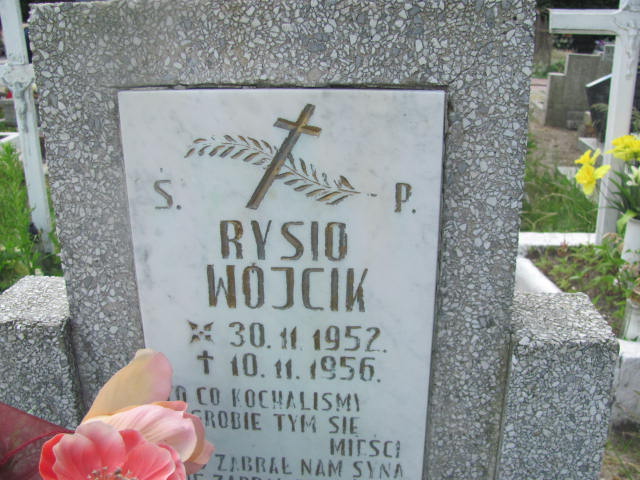 Ś. P.
RYSIO
WÓJCIK
30.11.1952.
✝ 10.11.1956.
O CO KOCHALIŚMY
GROBIE TYM SIĘ
MIEŚCI
ZABRAŁ NAM SYNA